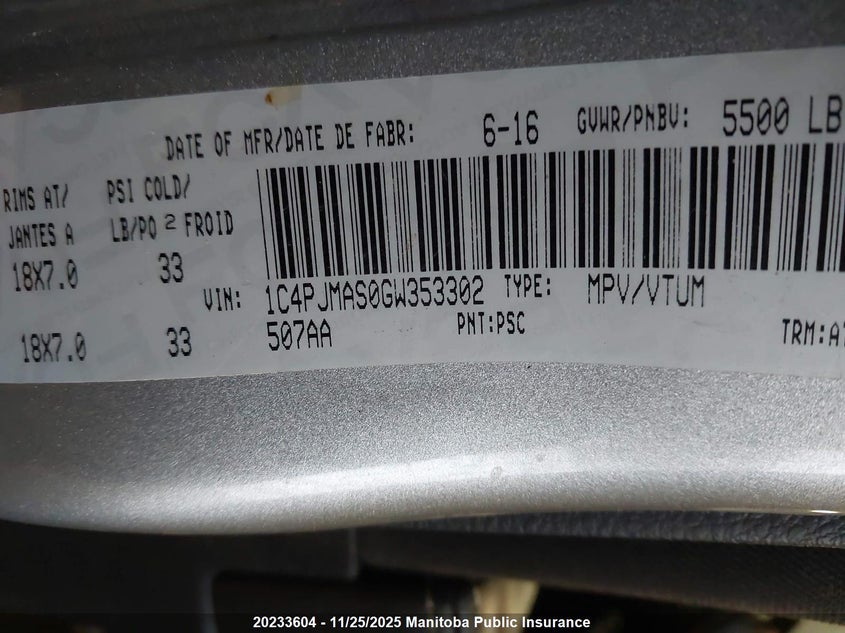 DATE OF MFR/DATE DE FABR: 6-16 GVWR/PNBV: 5500 LB
RIMS AT/ PSI COLD/
JANTES A LB/PO 2 FROID
18X7.0 33
VIN: 1C4PJMAS0GW353302 TYPE: MPV/VTUM
18X7.0 33 507AA PNT:PSC TRM:A7
20233604 - 11/25/2025 Manitoba Public Insurance